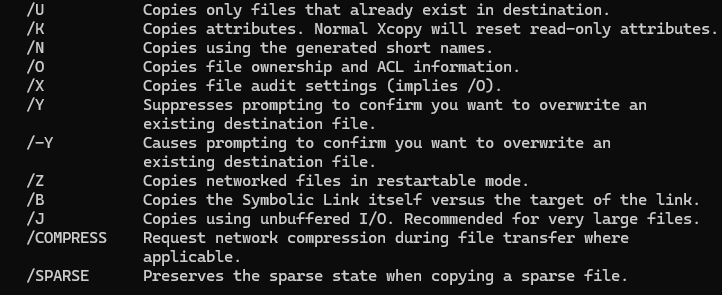 /U Copies only files that already exist in destination.
/K Copies attributes. Normal Xcopy will reset read-only attributes.
/N Copies using the generated short names.
/O Copies file ownership and ACL information.
/X Copies file audit settings (implies /O).
/Y Suppresses prompting to confirm you want to overwrite an
existing destination file.
/-Y Causes prompting to confirm you want to overwrite an
existing destination file.
/Z Copies networked files in restartable mode.
/B Copies the Symbolic Link itself versus the target of the link.
/J Copies using unbuffered I/O. Recommended for very large files.
/COMPRESS Request network compression during file transfer where
applicable.
/SPARSE Preserves the sparse state when copying a sparse file.